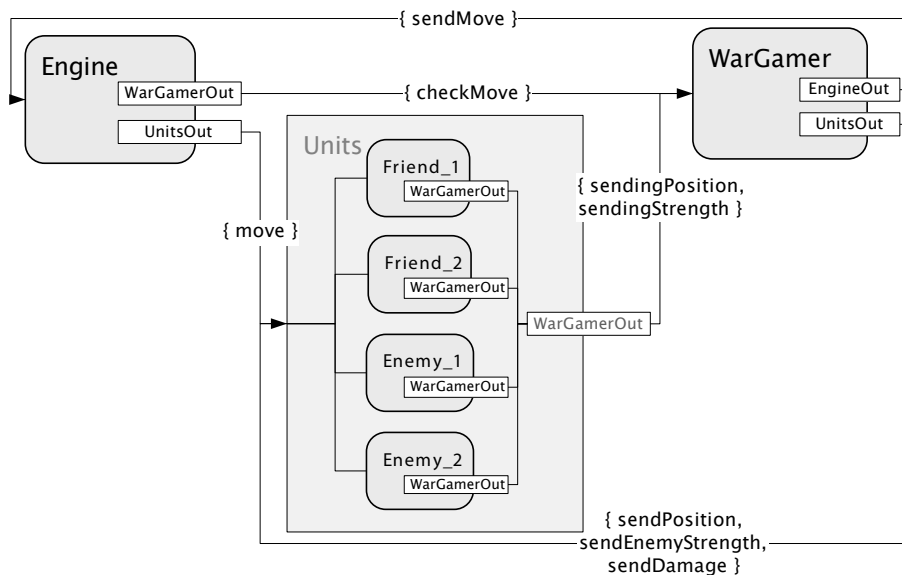 { sendMove }
Engine
WarGamer
WarGamerOut
{ checkMove }
EngineOut
UnitsOut
UnitsOut
Units
Friend_1
WarGamerOut
{ sendingPosition,
sendingStrength }
{ move }
Friend_2
WarGamerOut
WarGamerOut
Enemy_1
WarGamerOut
Enemy_2
WarGamerOut
{ sendPosition,
sendEnemyStrength,
sendDamage }